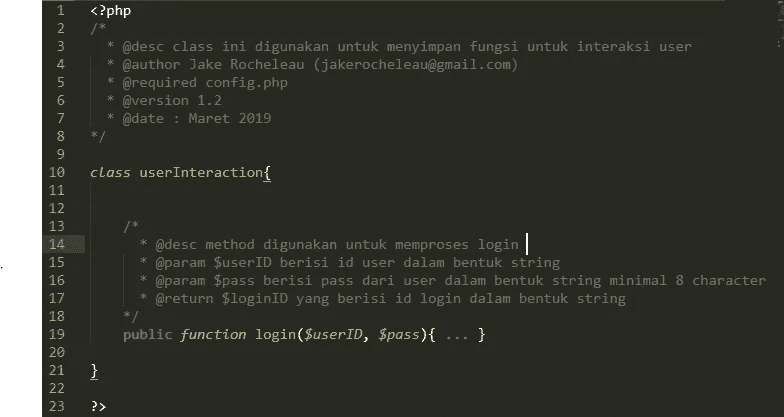 1 <?php
2 /*
3 * @desc class ini digunakan untuk menyimpan fungsi untuk interaksi user
4 * @author Jake Rocheleau (jakerocheleau@gmail.com)
5 * @required config.php
6 * @version 1.2
7 * @date : Maret 2019
8 */
9
10 class userInteraction{
11
12
13 /*
14 * @desc method digunakan untuk memproses login
15 * @param $userID berisi id user dalam bentuk string
16 * @param $pass berisi pass dari user dalam bentuk string minimal 8 character
17 * @return $loginID yang berisi id login dalam bentuk string
18 */
19 public function login($userID, $pass){ ... }
20
21 }
22
23 ?>